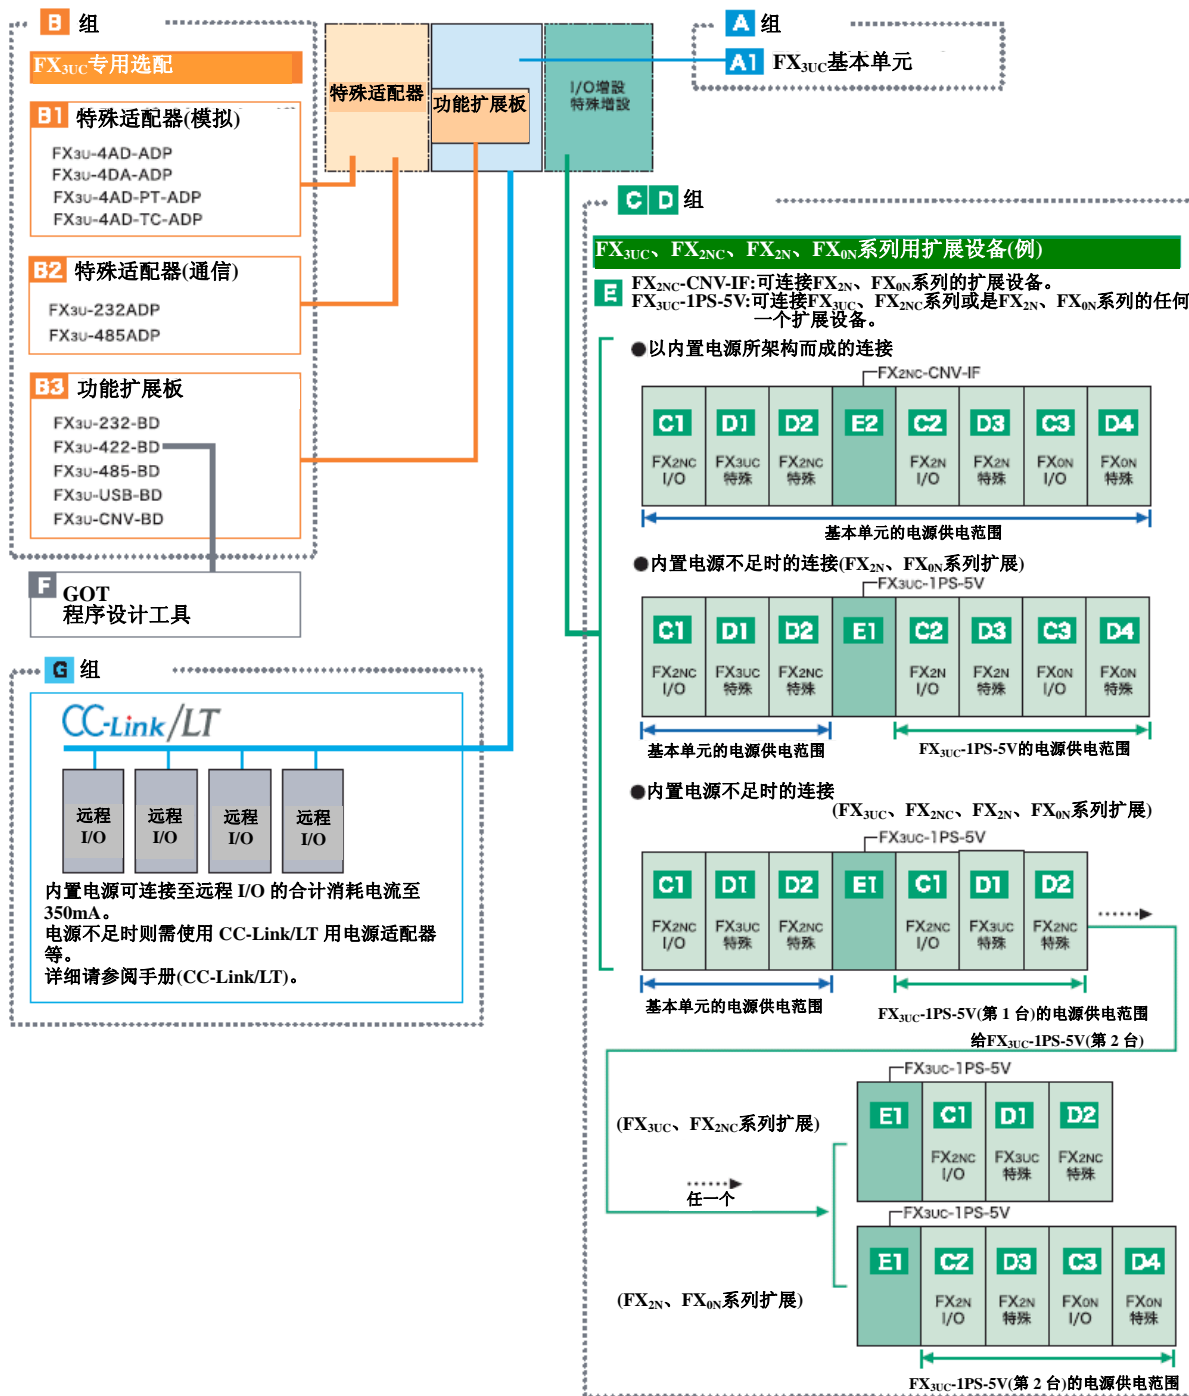 B 组
FX3UC专用选配
B1 特殊适配器(模拟)
FX3U-4AD-ADP
FX3U-4DA-ADP
FX3U-4AD-PT-ADP
FX3U-4AD-TC-ADP
B2 特殊适配器(通信)
FX3U-232ADP
FX3U-485ADP
B3 功能扩展板
FX3U-232-BD
FX3U-422-BD
FX3U-485-BD
FX3U-USB-BD
FX3U-CNV-BD
F GOT
程序设计工具
特殊适配器
功能扩展板
I/O增設
特殊增設
A 组
A1 FX3UC基本单元
G 组
CC-Link/LT
远程 I/O
远程 I/O
远程 I/O
远程 I/O
内置电源可连接至远程 I/O 的合计消耗电流至
350mA。
电源不足时则需使用 CC-Link/LT 用电源适配器
等。
详细请参阅手册(CC-Link/LT)。
C D 组
FX3UC、FX2NC、FX2N、FX0N系列用扩展设备(例)
E FX2NC-CNV-IF:可连接FX2N、FX0N系列的扩展设备。
FX3UC-1PS-5V:可连接FX3UC、FX2NC系列或是FX2N、FX0N系列的任何
一个扩展设备。
●以内置电源所架构而成的连接
FX2NC-CNV-IF
C1 D1 D2 E2 C2 D3 C3 D4
FX2NC FX3UC FX2NC FX2N FX2N FX0N FX0N
I/O 特殊 特殊 I/O 特殊 I/O 特殊
基本单元的电源供电范围
●内置电源不足时的连接(FX2N、FX0N系列扩展)
FX3UC-1PS-5V
C1 D1 D2 E1 C2 D3 C3 D4
FX2NC FX3UC FX2NC FX2N FX2N FX0N FX0N
I/O 特殊 特殊 I/O 特殊 I/O 特殊
基本单元的电源供电范围 FX3UC-1PS-5V的电源供电范围
●内置电源不足时的连接
(FX3UC、FX2NC、FX2N、FX0N系列扩展)
FX3UC-1PS-5V
C1 D1 D2 E1 C1 D1 D2
FX2NC FX3UC FX2NC FX2NC FX3UC FX2NC
I/O 特殊 特殊 I/O 特殊 特殊
基本单元的电源供电范围 FX3UC-1PS-5V(第 1 台)的电源供电范围
给FX3UC-1PS-5V(第 2 台)
FX3UC-1PS-5V
(FX3UC、FX2NC系列扩展)
E1 C1 D1 D2
FX2NC FX3UC FX2NC
I/O 特殊 特殊
任一个
FX3UC-1PS-5V
(FX2N、FX0N系列扩展)
E1 C2 D3 C3 D4
FX2N FX2N FX0N FX0N
I/O 特殊 I/O 特殊
FX3UC-1PS-5V(第 2 台)的电源供电范围